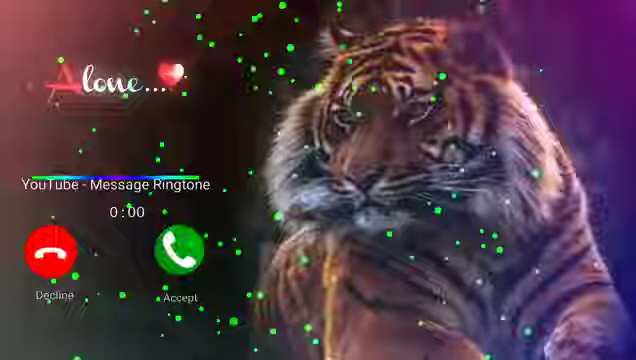 Alone...
YouTube - Message Ringtone
0:00
Decline
Accept